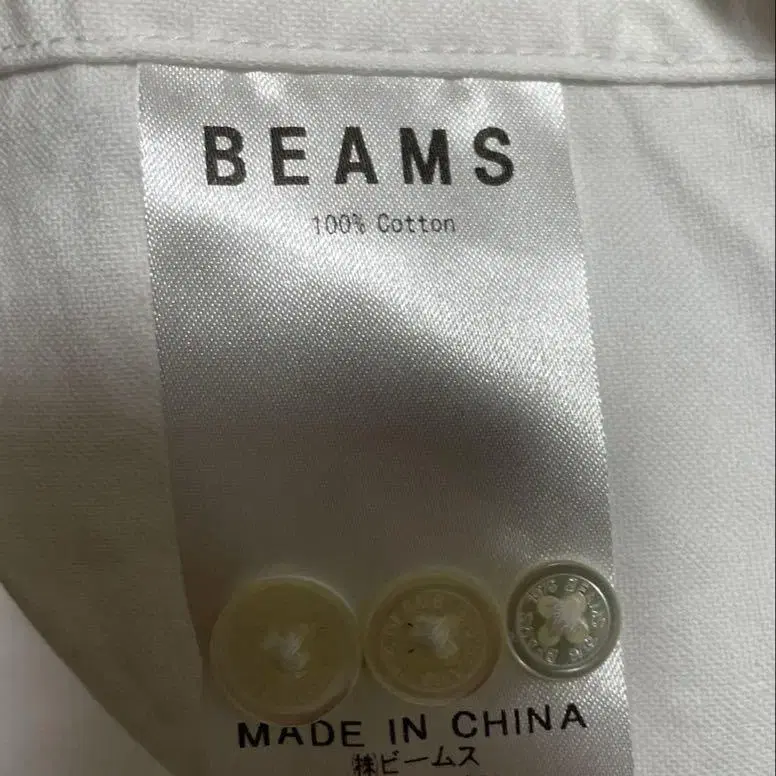 BEAMS
100% Cotton
MADE IN CHINA
㈱ビームス